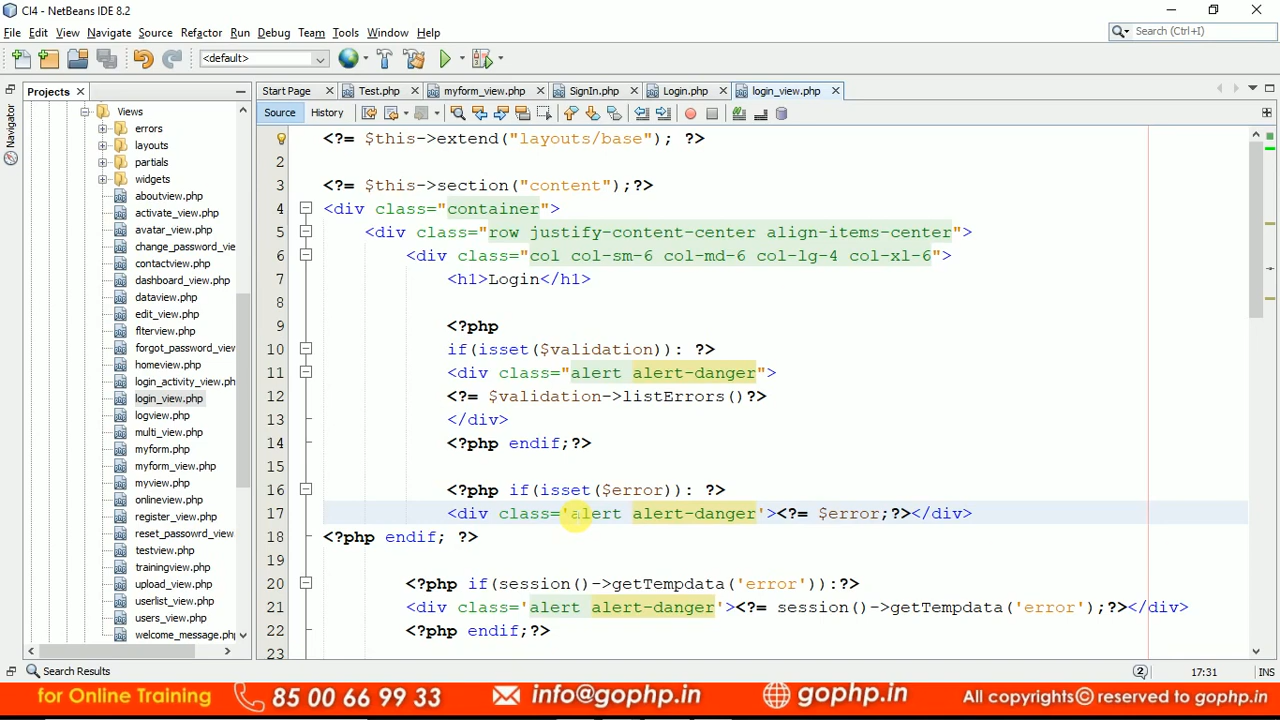 CI4 - NetBeans IDE 8.2
File Edit View Navigate Source Refactor Run Debug Team Tools Window Help
Search (Ctrl+I)
<default>
Projects
Start Page
Test.php
myform_view.php
SignIn.php
Login.php
login_view.php
Source
History
Navigator
Views
errors
layouts
partials
widgets
aboutview.php
activate_view.php
avatar_view.php
change_password_vie
contactview.php
dashboard_view.php
dataview.php
edit_view.php
flterview.php
forgot_password_view
homeview.php
login_activity_view.ph
login_view.php
logview.php
multi_view.php
myform.php
myform_view.php
myview.php
onlineview.php
register_view.php
reset_passowrd_view
testview.php
trainingview.php
upload_view.php
userlist_view.php
users_view.php
welcome_message.php
1 <?= $this->extend("layouts/base"); ?>
2
3 <?= $this->section("content");?>
4 <div class="container">
5 <div class="row justify-content-center align-items-center">
6 <div class="col col-sm-6 col-md-6 col-lg-4 col-xl-6">
7 <h1>Login</h1>
8
9 <?php
10 if(isset($validation)): ?>
11 <div class="alert alert-danger">
12 <?= $validation->listErrors()?>
13 </div>
14 <?php endif;?>
15
16 <?php if(isset($error)): ?>
17 <div class='alert alert-danger'><?= $error;?></div>
18 <?php endif; ?>
19
20 <?php if(session()->getTempdata('error')):?>
21 <div class='alert alert-danger'><?= session()->getTempdata('error');?></div>
22 <?php endif;?>
23
Search Results
2
17:31
INS
for Online Training 85 00 66 99 33 info@gophp.in gophp.in All copyrights© reserved to gophp.in